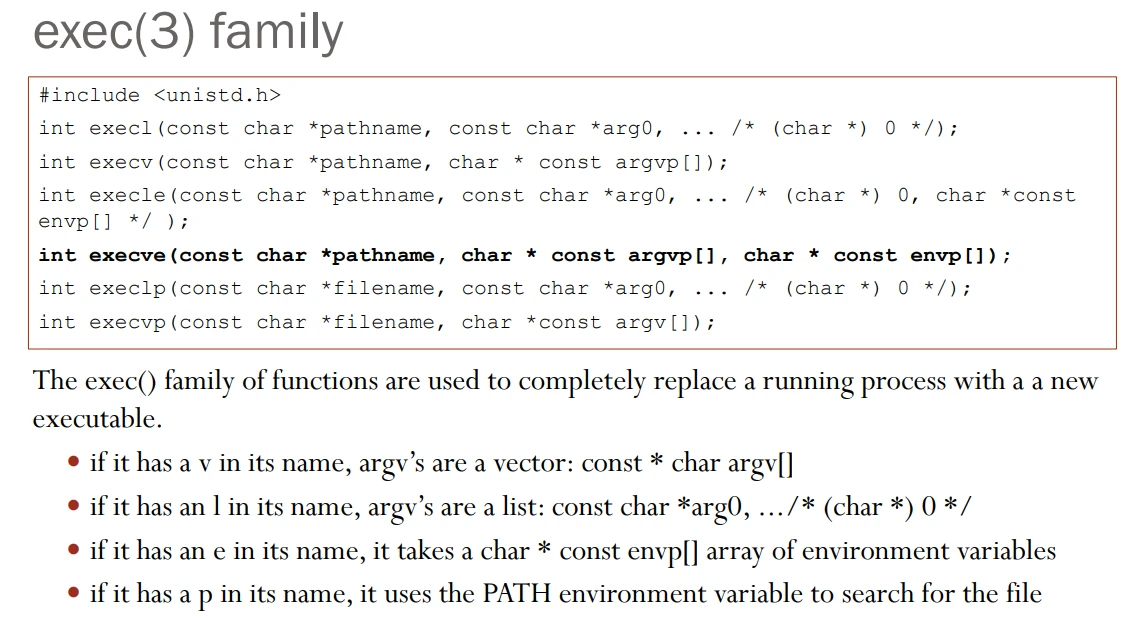 exec(3) family
#include <unistd.h>
int execl(const char *pathname, const char *arg0, ... /* (char *) 0 */);
int execv(const char *pathname, char * const argvp[]);
int execle(const char *pathname, const char *arg0, ... /* (char *) 0, char *const
envp[] */ );
int execve(const char *pathname, char * const argvp[], char * const envp[]);
int execlp(const char *filename, const char *arg0, ... /* (char *) 0 */);
int execvp(const char *filename, char *const argv[]);
The exec() family of functions are used to completely replace a running process with a a new
executable.
• if it has a v in its name, argv’s are a vector: const * char argv[]
• if it has an l in its name, argv’s are a list: const char *arg0, .../* (char *) 0 */
• if it has an e in its name, it takes a char * const envp[] array of environment variables
• if it has a p in its name, it uses the PATH environment variable to search for the file